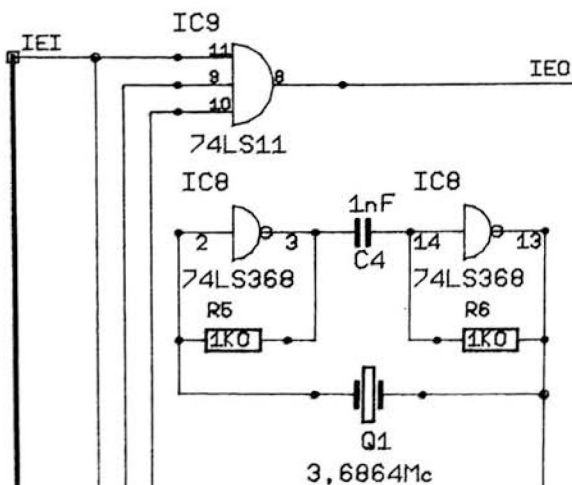 IC9
IEI
11
9
8
10
IEO
74LS11
IC8
1nF
IC8
2
3
14
13
C4
74LS368
74LS368
R5
R6
1K0
1K0
Q1
3,6864Mc